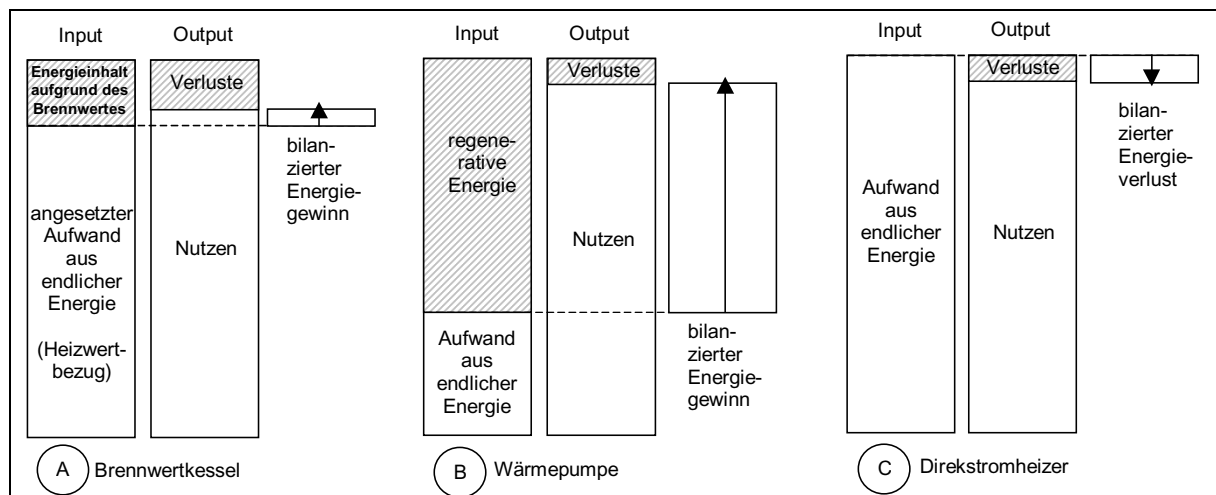 Input
Output
Energieinhalt
aufgrund des
Brennwertes
Verluste
bilan-
zierter
Energie-
gewinn
angesetzter
Aufwand
aus
endlicher
Energie
(Heizwert-
bezug)
Nutzen
A
Brennwertkessel
Input
Output
Verluste
regene-
rative
Energie
Nutzen
Aufwand
aus
endlicher
Energie
bilan-
zierter
Energie-
gewinn
B
Wärmepumpe
Input
Output
Verluste
bilan-
zierter
Energie-
verlust
Aufwand
aus
endlicher
Energie
Nutzen
C
Direkstromheizer